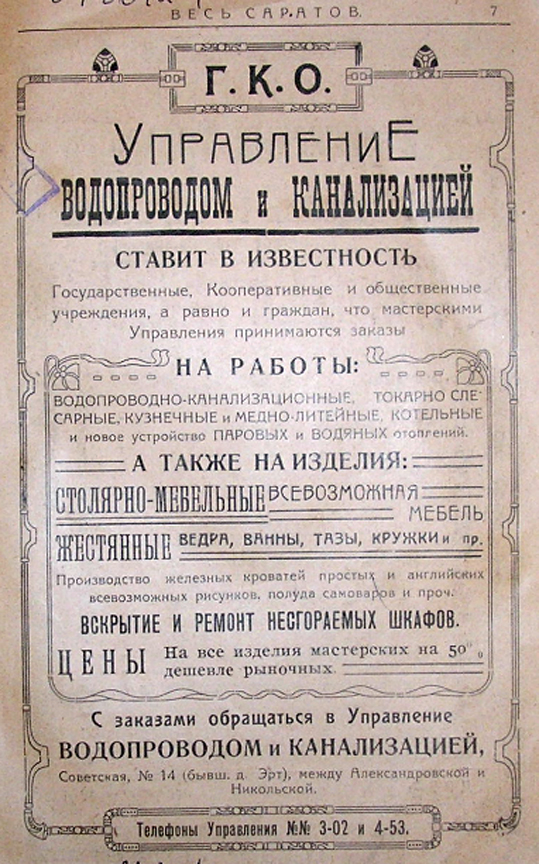 ВЕСЬ САРАТОВ. 7
Г. К. О.
УПРАВЛЕНИЕ
ВОДОПРОВОДОМ и КАНАЛИЗАЦИЕЙ
СТАВИТ В ИЗВЕСТНОСТЬ
Государственные, Кооперативные и общественные
учреждения, а равно и граждан, что мастерскими
Управления принимаются заказы
НА РАБОТЫ:
ВОДОПРОВОДНО-КАНАЛИЗАЦИОННЫЕ, ТОКАРНО СЛЕ-
САРНЫЕ, КУЗНЕЧНЫЕ и МЕДНО-ЛИТЕЙНЫЕ, КОТЕЛЬНЫЕ
и новое устройство ПАРОВЫХ и ВОДЯНЫХ отоплений.
А ТАКЖЕ НА ИЗДЕЛИЯ:
СТОЛЯРНО-МЕБЕЛЬНЫЕ ВСЕВОЗМОЖНАЯ
МЕБЕЛЬ
ЖЕСТЯННЫЕ ВЕДРА, ВАННЫ, ТАЗЫ, КРУЖКИ и пр.
Производство железных кроватей простых и английских
всевозможных рисунков, полуда самоваров и проч.
ВСКРЫТИЕ И РЕМОНТ НЕСГОРАЕМЫХ ШКАФОВ.
ЦЕНЫ На все изделия мастерских на 50%
дешевле рыночных.
С заказами обращаться в Управление
ВОДОПРОВОДОМ и КАНАЛИЗАЦИЕЙ,
Советская, № 14 (бывш. д. Эрт), между Александровской и
Никольской.
Телефоны Управления №№ 3-02 и 4-53.